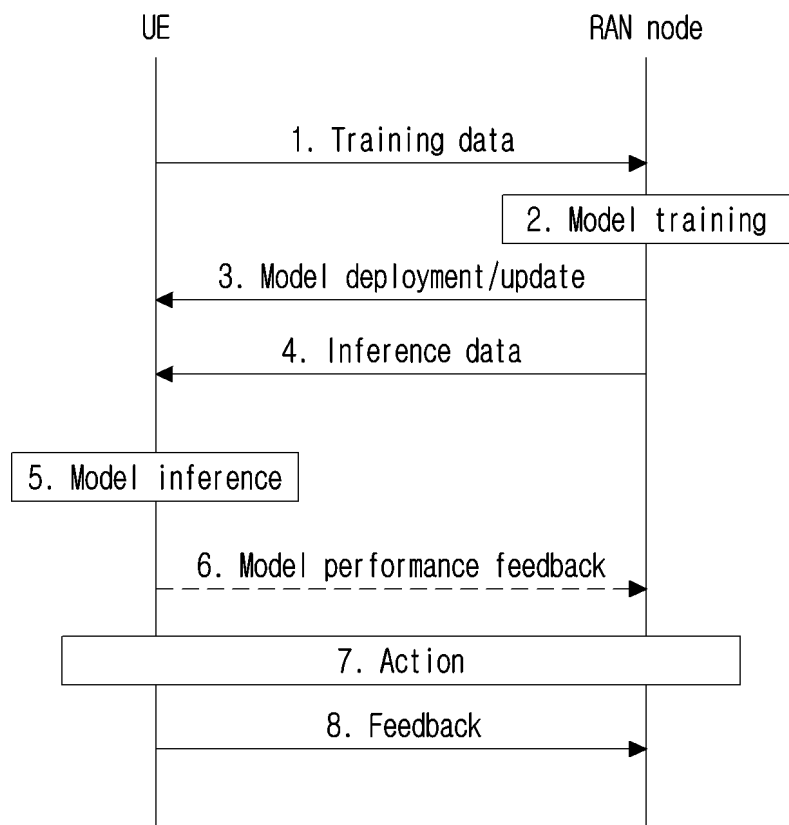 UE
RAN node
1. Training data
2. Model training
3. Model deployment/update
4. Inference data
5. Model inference
6. Model performance feedback
7. Action
8. Feedback